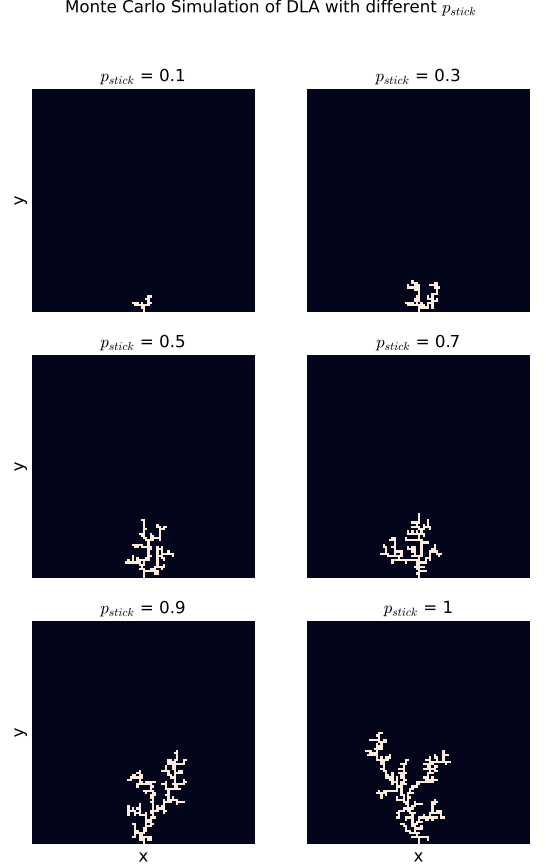 Monte Carlo Simulation of DLA with different p_stick
p_stick = 0.1
p_stick = 0.3
y
p_stick = 0.5
p_stick = 0.7
y
p_stick = 0.9
p_stick = 1
y
x
x